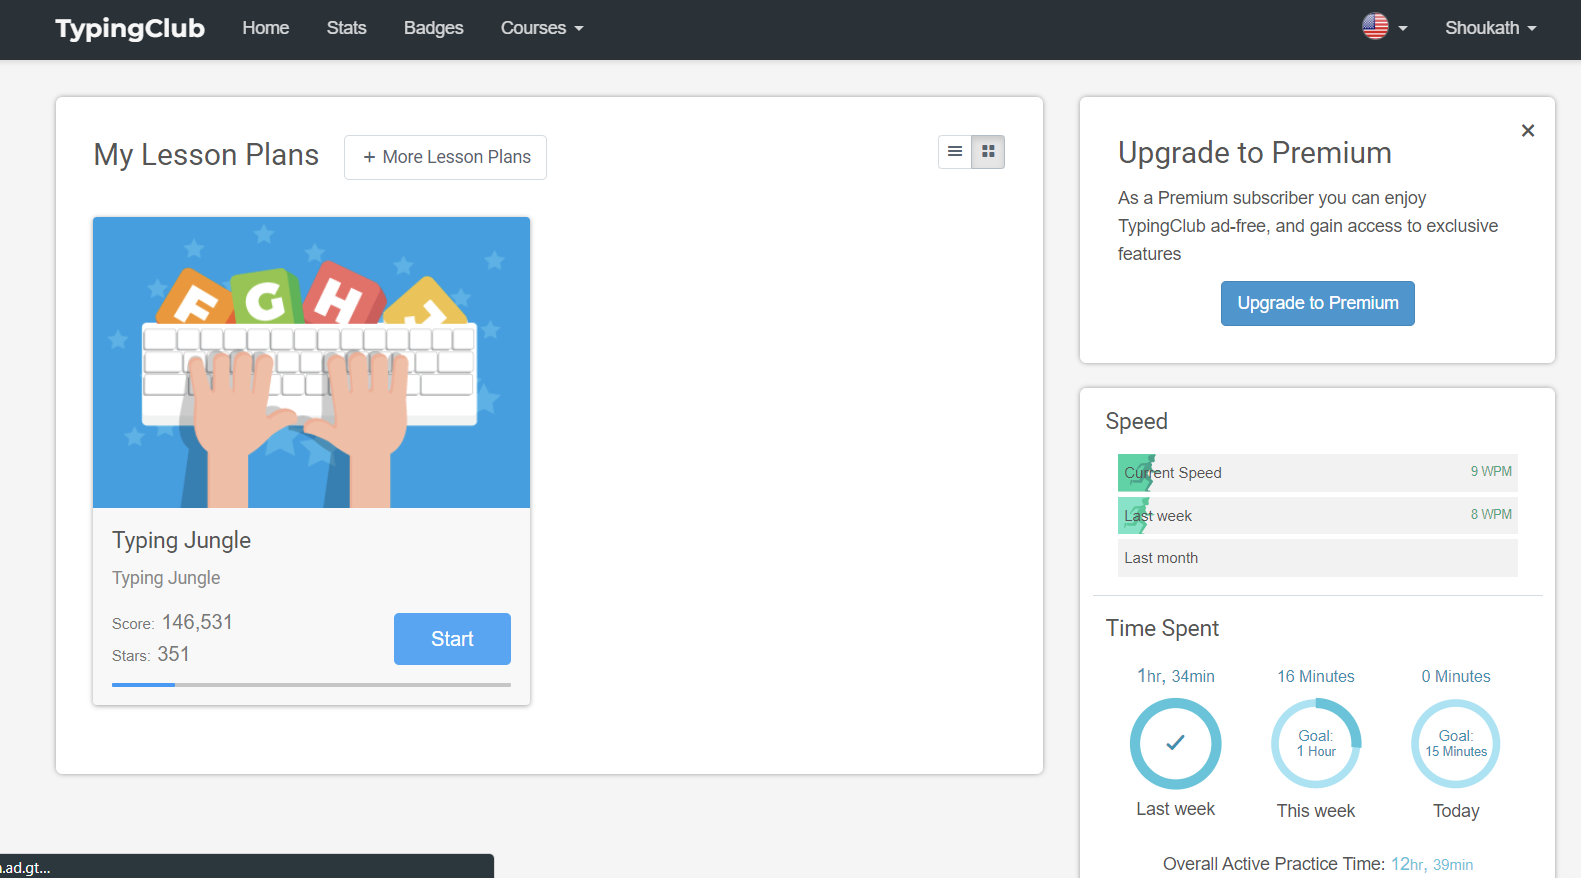 TypingClub Home Stats Badges Courses Shoukath
My Lesson Plans + More Lesson Plans
F G H J
Typing Jungle
Typing Jungle
Score: 146,531
Stars: 351
Start
Upgrade to Premium
As a Premium subscriber you can enjoy
TypingClub ad-free, and gain access to exclusive
features
Upgrade to Premium
Speed
Current Speed 9 WPM
Last week 8 WPM
Last month
Time Spent
1hr, 34min 16 Minutes 0 Minutes
Goal: Goal:
1 Hour 15 Minutes
Last week This week Today
Overall Active Practice Time: 12hr, 39min
.ad.gt...